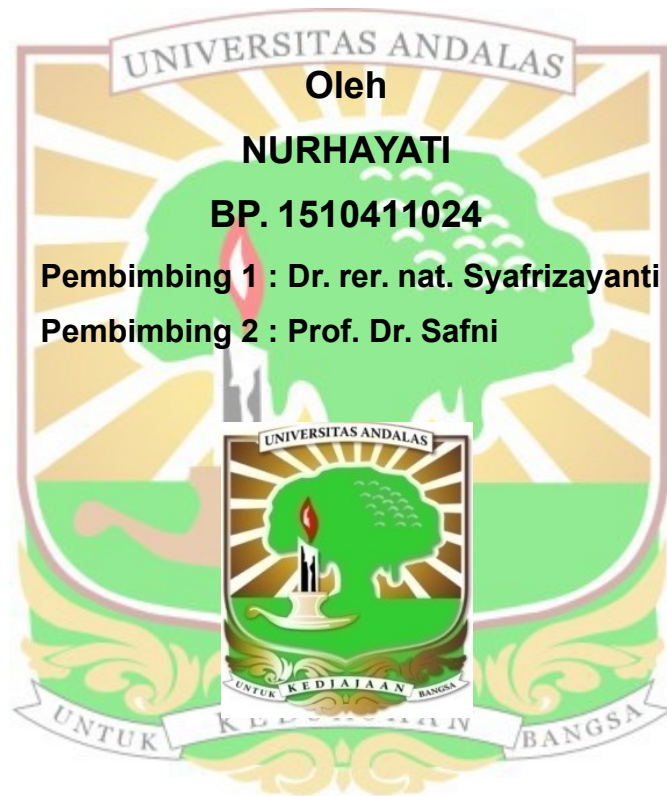 UNIVERSITAS ANDALAS
Oleh
NURHAYATI
BP. 1510411024
Pembimbing 1 : Dr. rer. nat. Syafrizayanti
Pembimbing 2 : Prof. Dr. Safni
UNIVERSITAS ANDALAS
UNTUK KEDJAJAAN BANGSA
UNTUK BANGSA